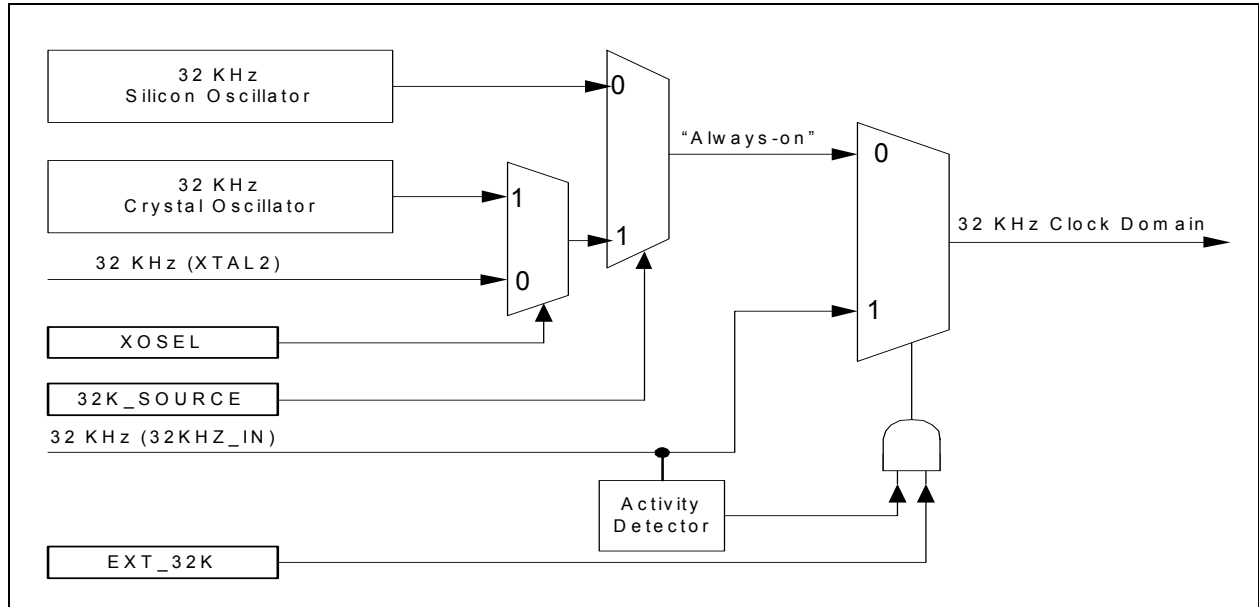 32 KHz
Silicon Oscillator
0
“Always-on”
0
32 KHz
Crystal Oscillator
1
1
32 KHz Clock Domain
32 KHz (XTAL2)
0
1
XOSEL
32K_SOURCE
32 KHz (32KHZ_IN)
Activity
Detector
EXT_32K